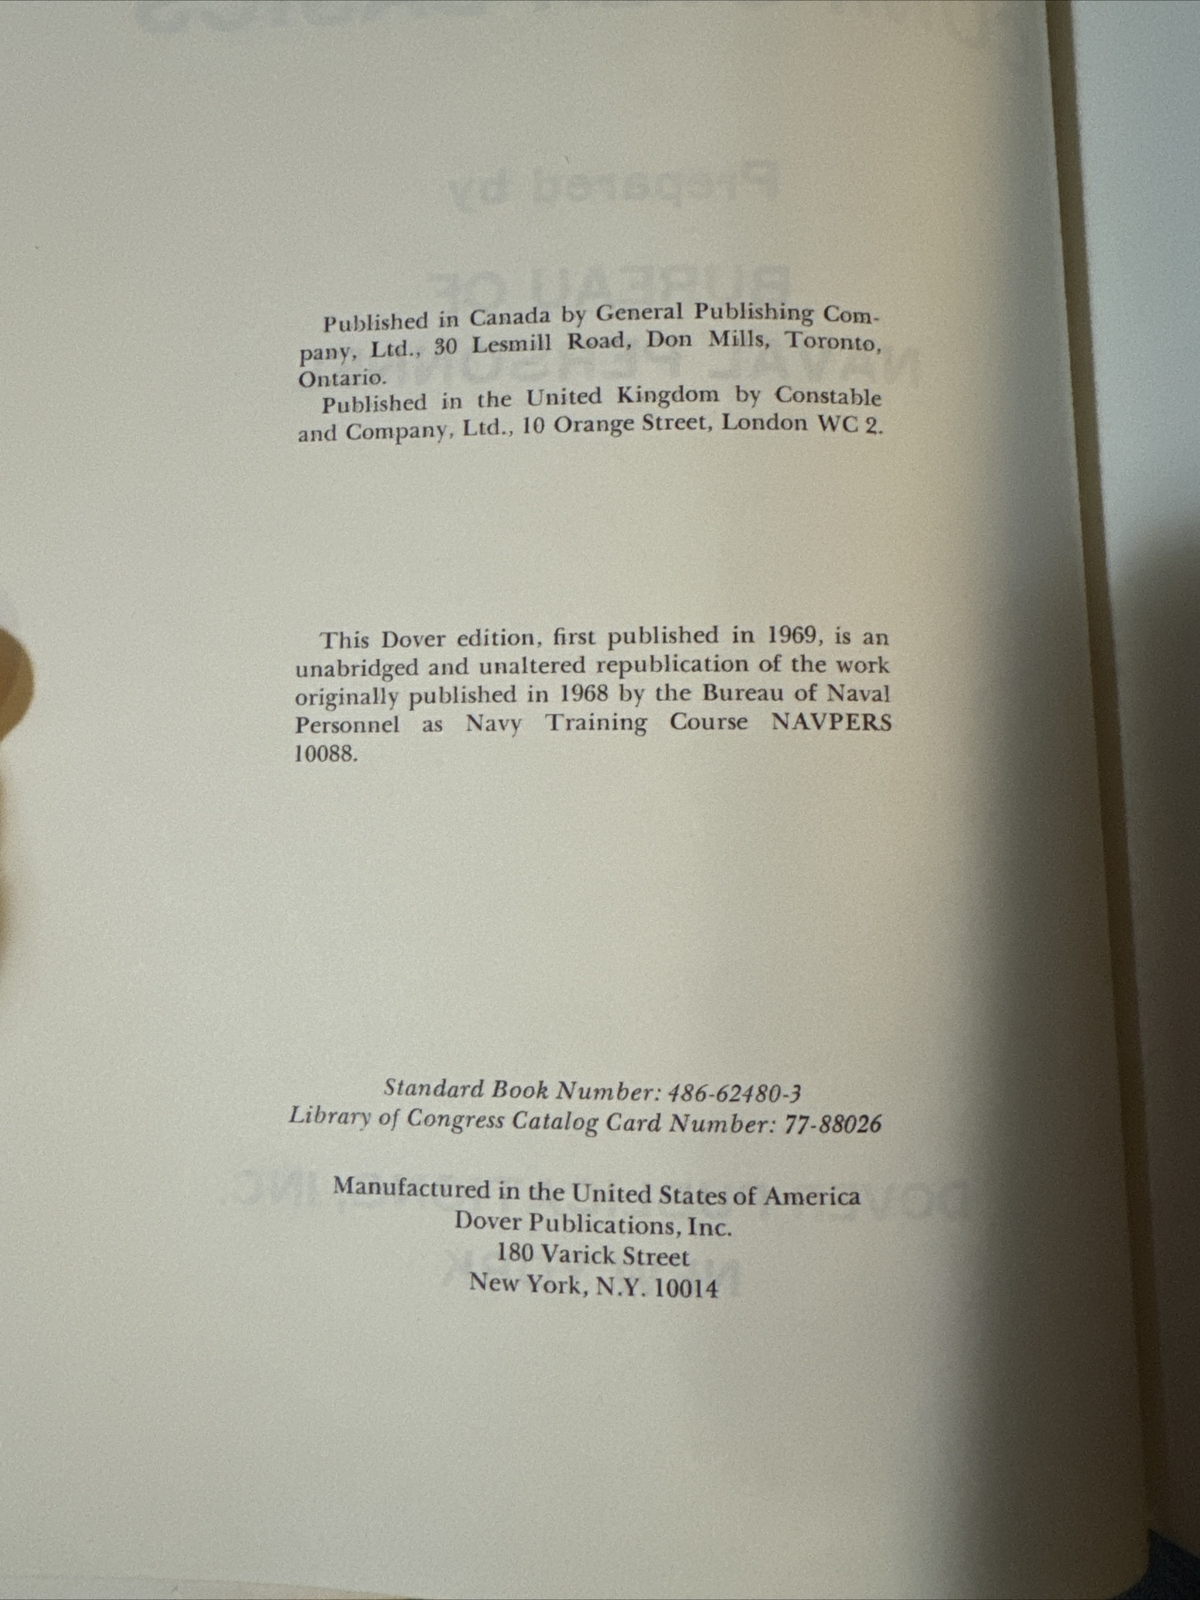 Published in Canada by General Publishing Com-
pany, Ltd., 30 Lesmill Road, Don Mills, Toronto,
Ontario.
Published in the United Kingdom by Constable
and Company, Ltd., 10 Orange Street, London WC 2.
This Dover edition, first published in 1969, is an
unabridged and unaltered republication of the work
originally published in 1968 by the Bureau of Naval
Personnel as Navy Training Course NAVPERS
10088.
Standard Book Number: 486-62480-3
Library of Congress Catalog Card Number: 77-88026
Manufactured in the United States of America
Dover Publications, Inc.
180 Varick Street
New York, N.Y. 10014